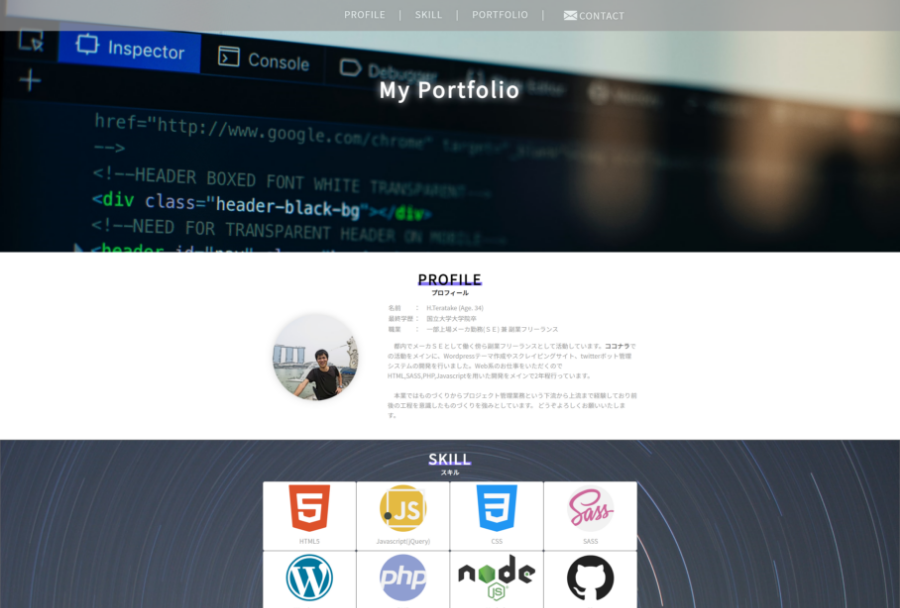 PROFILE | SKILL | PORTFOLIO | CONTACT
Inspector Console Debugger
My Portfolio
href="http://www.google.com/chrome" target="_blank"
-->
<!--HEADER BOXED FONT WHITE TRANSPARENT-->
<div class="header-black-bg"></div>
<!--NEED FOR TRANSPARENT HEADER ON MOBILE-->
<header id="nav"
PROFILE
プロフィール
名前 : H.Teratake (Age. 34)
最終学歴 : 国立大学大学院卒
職業 : 一部上場メーカ勤務(ＳＥ) 兼 副業フリーランス
都内でメーカＳＥとして働く傍ら副業フリーランスとして活動しています。ココナラで
の活動をメインに、Wordpressテーマ作成やスクレイピングサイト、twitterボット管理
システムの開発を行いました。Web系のお仕事をいただくので
HTML,SASS,PHP,Javascriptを用いた開発をメインで2年程行っています。
本業ではものづくりからプロジェクト管理業務という下流から上流まで経験しており前
後の工程を意識したものづくりを強みとしています。どうぞよろしくお願いいたしま
す。
SKILL
スキル
5 JS 3 Sass
HTML5 Javascript(jQuery) CSS SASS
W php node
JS